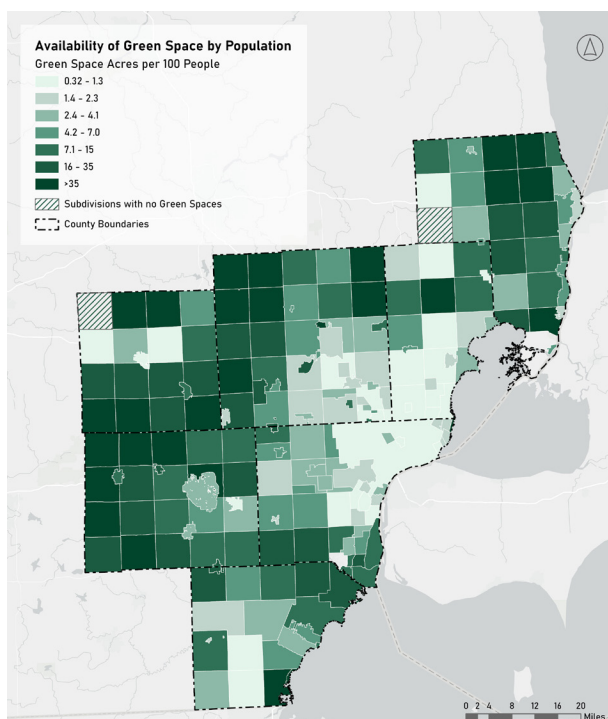 Availability of Green Space by Population
Green Space Acres per 100 People
0.32 - 1.3
1.4 - 2.3
2.4 - 4.1
4.2 - 7.0
7.1 - 15
16 - 35
>35
Subdivisions with no Green Spaces
County Boundaries
0 2 4 8 12 16 20
Miles